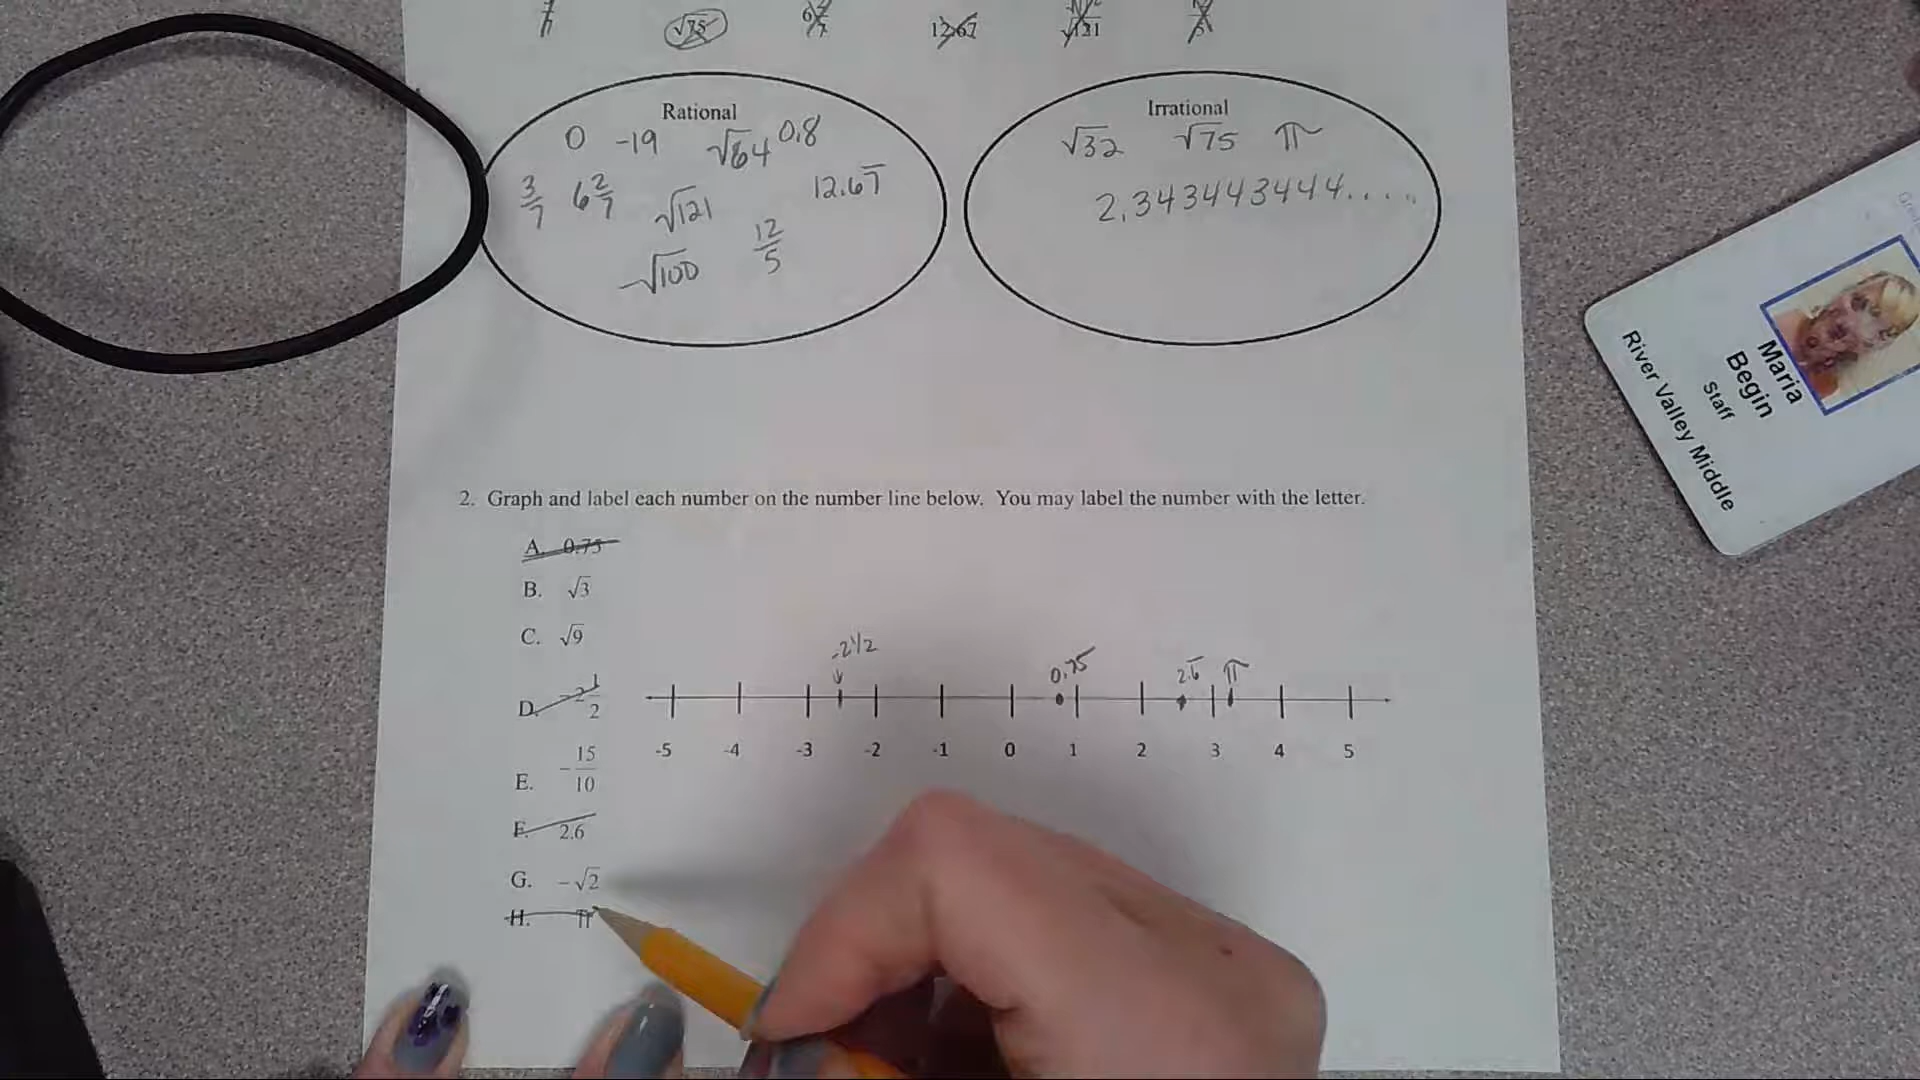 √75 12.67 √121
Rational
0 -19 √64 0.8
3/7 6 2/7 √121 12.67̅
-√100 12/5
Irrational
√32 √75 π
2.343443444.....
2. Graph and label each number on the number line below. You may label the number with the letter.
A. 0.75
B. √3
C. √9
D. -2 1/2
E. -15/10
F. 2.6
G. -√2
H. π
-2 1/2 0.75 2.6 π
-5 -4 -3 -2 -1 0 1 2 3 4 5
Maria
Begin
Staff
River Valley Middle